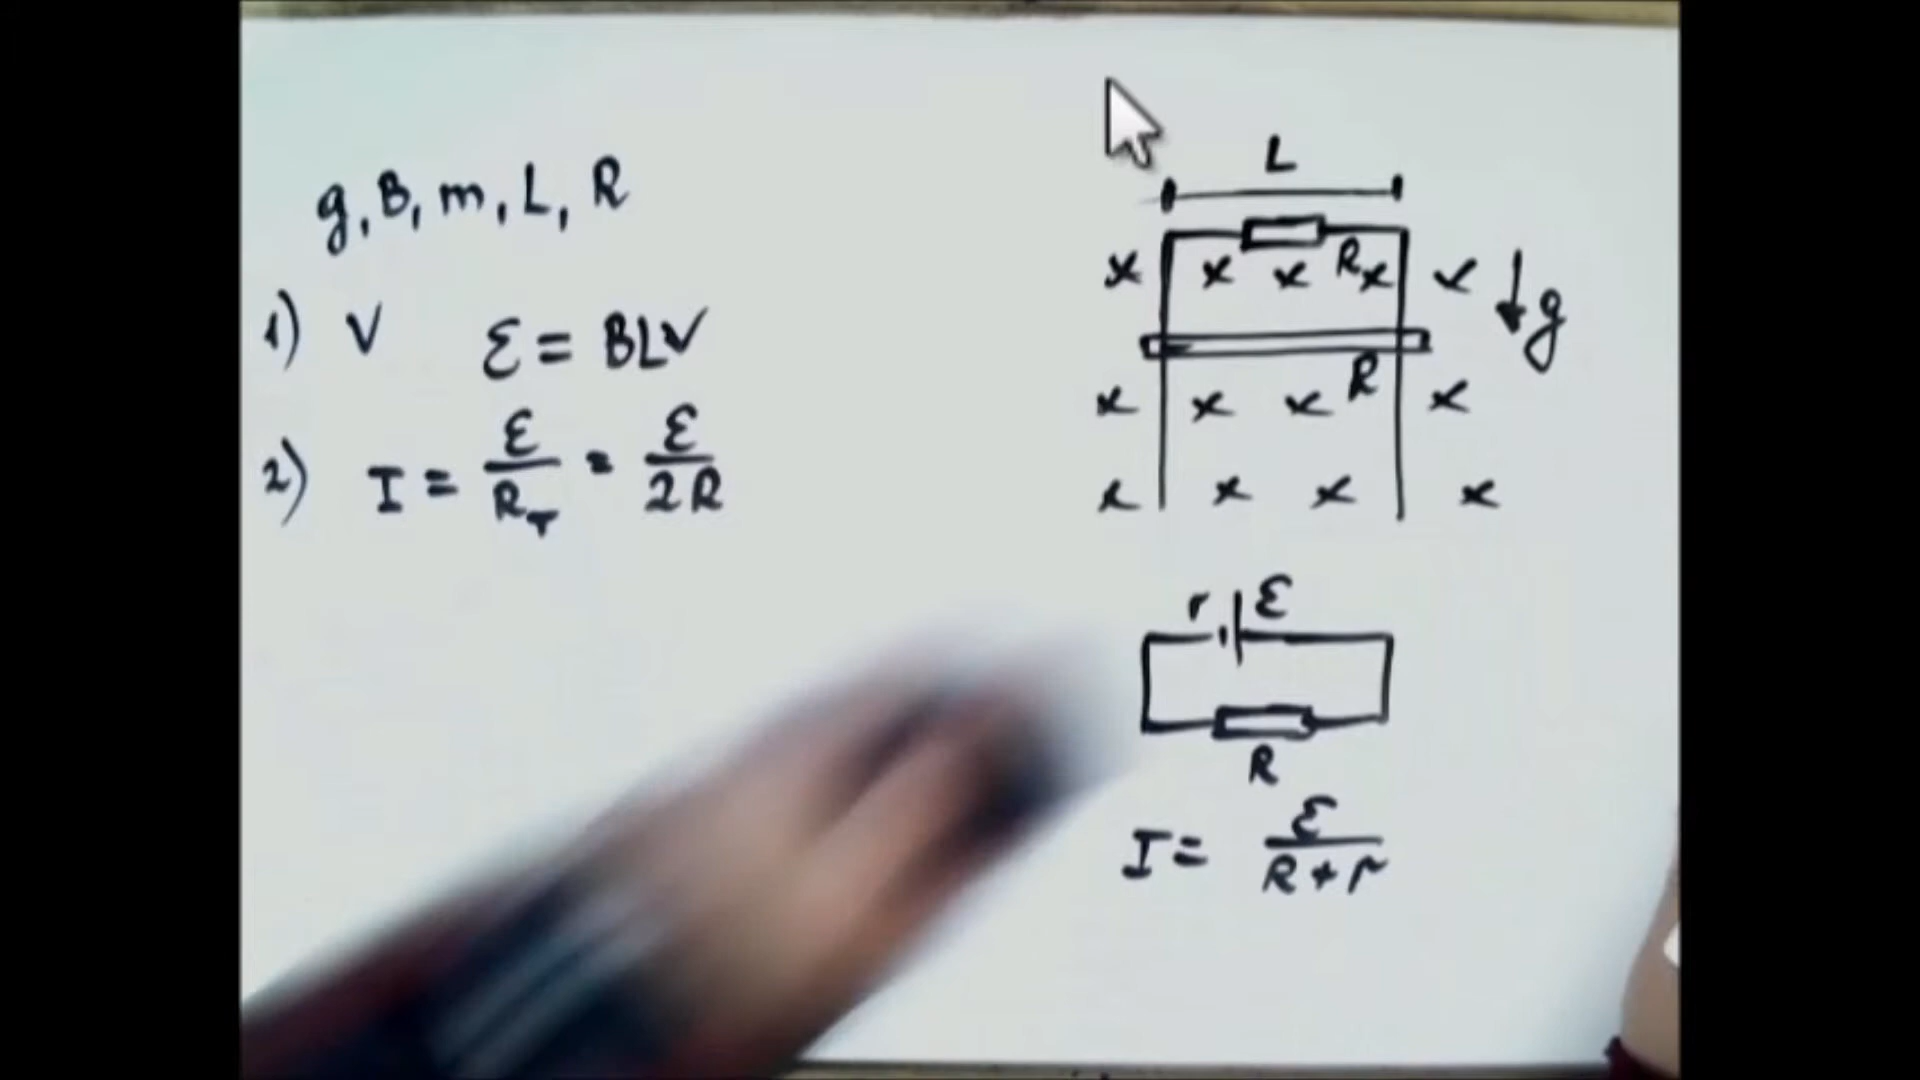 g, B, m, L, R
1) V ε = BLV
2) I = ε/R_T = ε/2R
L
R
g
R
r ε
R
I = ε/R+r